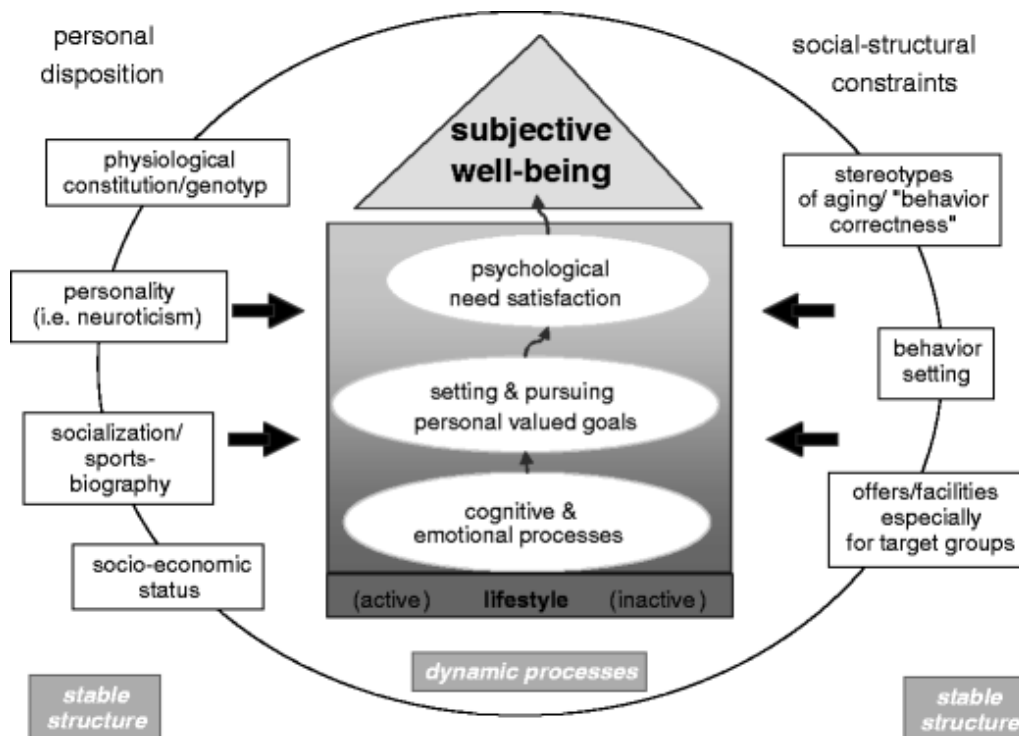 personal
disposition
social-structural
constraints
subjective
well-being
physiological
constitution/genotyp
stereotypes
of aging/ "behavior
correctness"
psychological
need satisfaction
personality
(i.e. neuroticism)
behavior
setting
setting & pursuing
personal valued goals
socialization/
sports-
biography
offers/facilities
especially
for target groups
cognitive &
emotional processes
socio-economic
status
(active) lifestyle (inactive)
dynamic processes
stable
structure
stable
structure